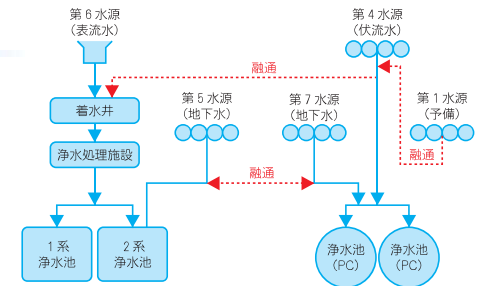 第６水源
（表流水）
第４水源
（伏流水）
融通
第５水源
（地下水）
第７水源
（地下水）
第１水源
（予備）
着水井
融通
浄水処理施設
融通
１系
浄水池
２系
浄水池
浄水池
（PC）
浄水池
（PC）